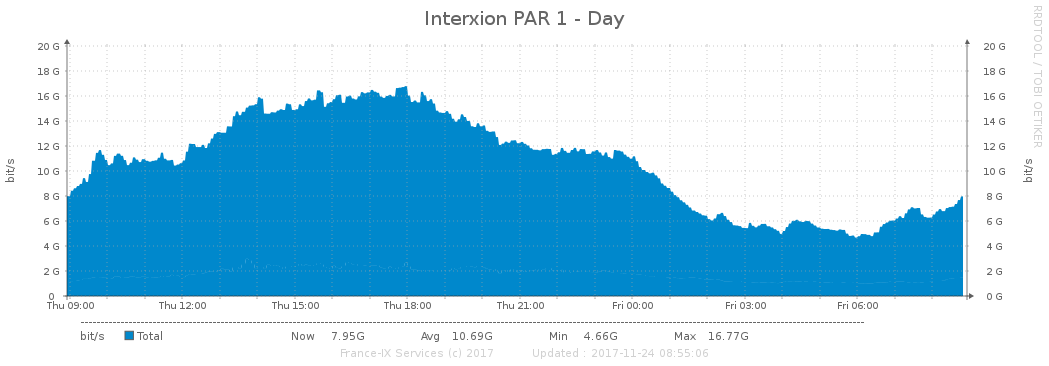 Interxion PAR 1 - Day
RRDTOOL / TOBI OETIKER
20 G 20 G
18 G 18 G
16 G 16 G
14 G 14 G
12 G 12 G
10 G 10 G
8 G 8 G
6 G 6 G
4 G 4 G
2 G 2 G
0 0 G
bit/s bit/s
Thu 09:00 Thu 12:00 Thu 15:00 Thu 18:00 Thu 21:00 Fri 00:00 Fri 03:00 Fri 06:00
bit/s Total Now 7.95G Avg 10.69G Min 4.66G Max 16.77G
France-IX Services (c) 2017 Updated : 2017-11-24 08:55:06